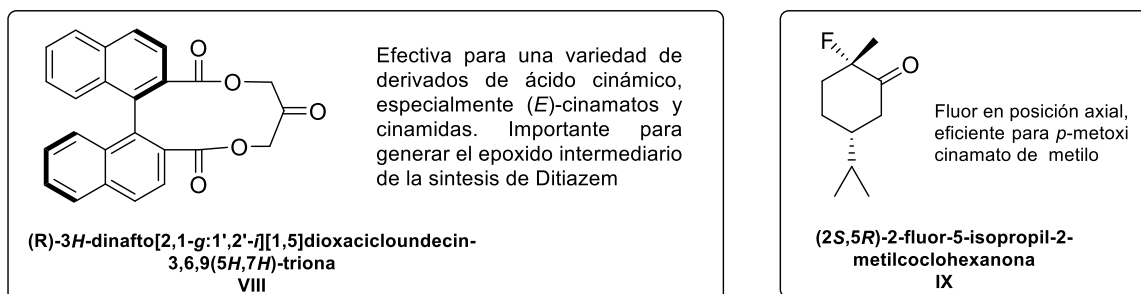 O
O
O
O
O
Efectiva para una variedad de
derivados de ácido cinámico,
especialmente (E)-cinamatos y
cinamidas. Importante para
generar el epoxido intermediario
de la sintesis de Ditiazem
(R)-3H-dinafto[2,1-g:1',2'-i][1,5]dioxacicloundecin-
3,6,9(5H,7H)-triona
VIII
F
O
Fluor en posición axial,
eficiente para p-metoxi
cinamato de metilo
(2S,5R)-2-fluor-5-isopropil-2-
metilcoclohexanona
IX